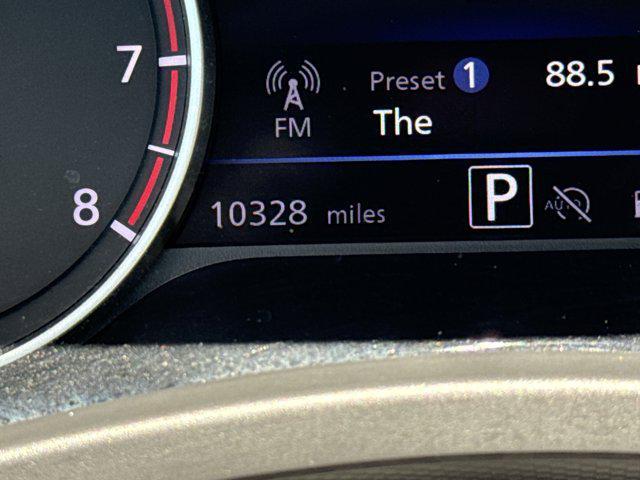 7
8
FM
Preset 1 88.5
The
10328 miles
P
AUTO